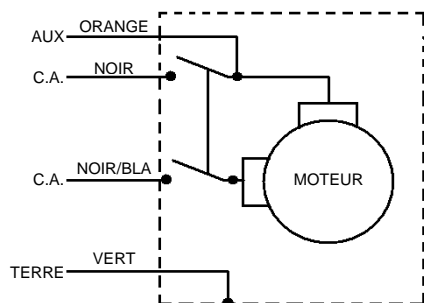 AUX ORANGE
C.A. NOIR
C.A. NOIR/BLA
MOTEUR
TERRE VERT